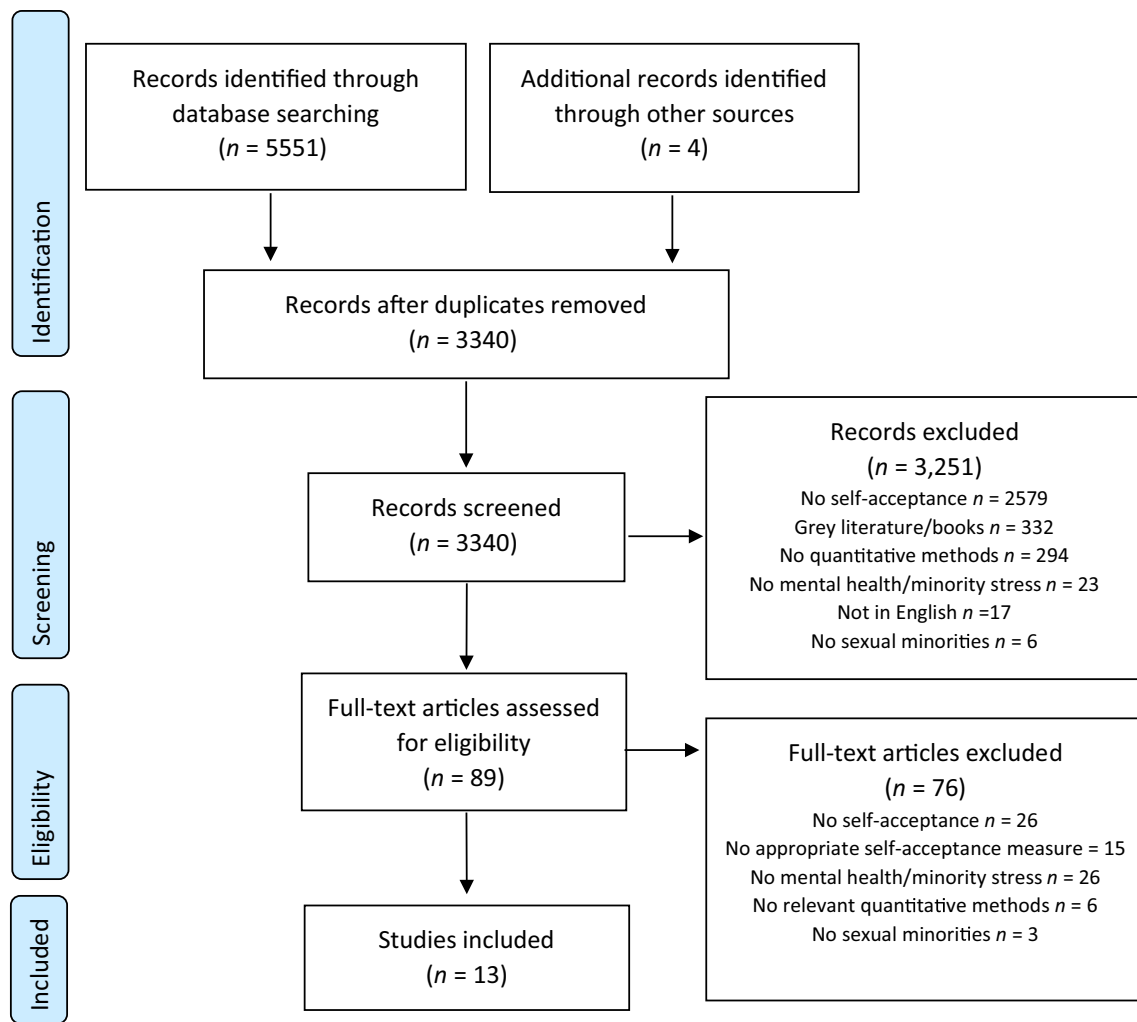 Identification
Records identified through
database searching
(n = 5551)
Additional records identified
through other sources
(n = 4)
Records after duplicates removed
(n = 3340)
Screening
Records screened
(n = 3340)
Records excluded
(n = 3,251)
No self-acceptance n = 2579
Grey literature/books n = 332
No quantitative methods n = 294
No mental health/minority stress n = 23
Not in English n =17
No sexual minorities n = 6
Eligibility
Full-text articles assessed
for eligibility
(n = 89)
Full-text articles excluded
(n = 76)
No self-acceptance n = 26
No appropriate self-acceptance measure = 15
No mental health/minority stress n = 26
No relevant quantitative methods n = 6
No sexual minorities n = 3
Included
Studies included
(n = 13)